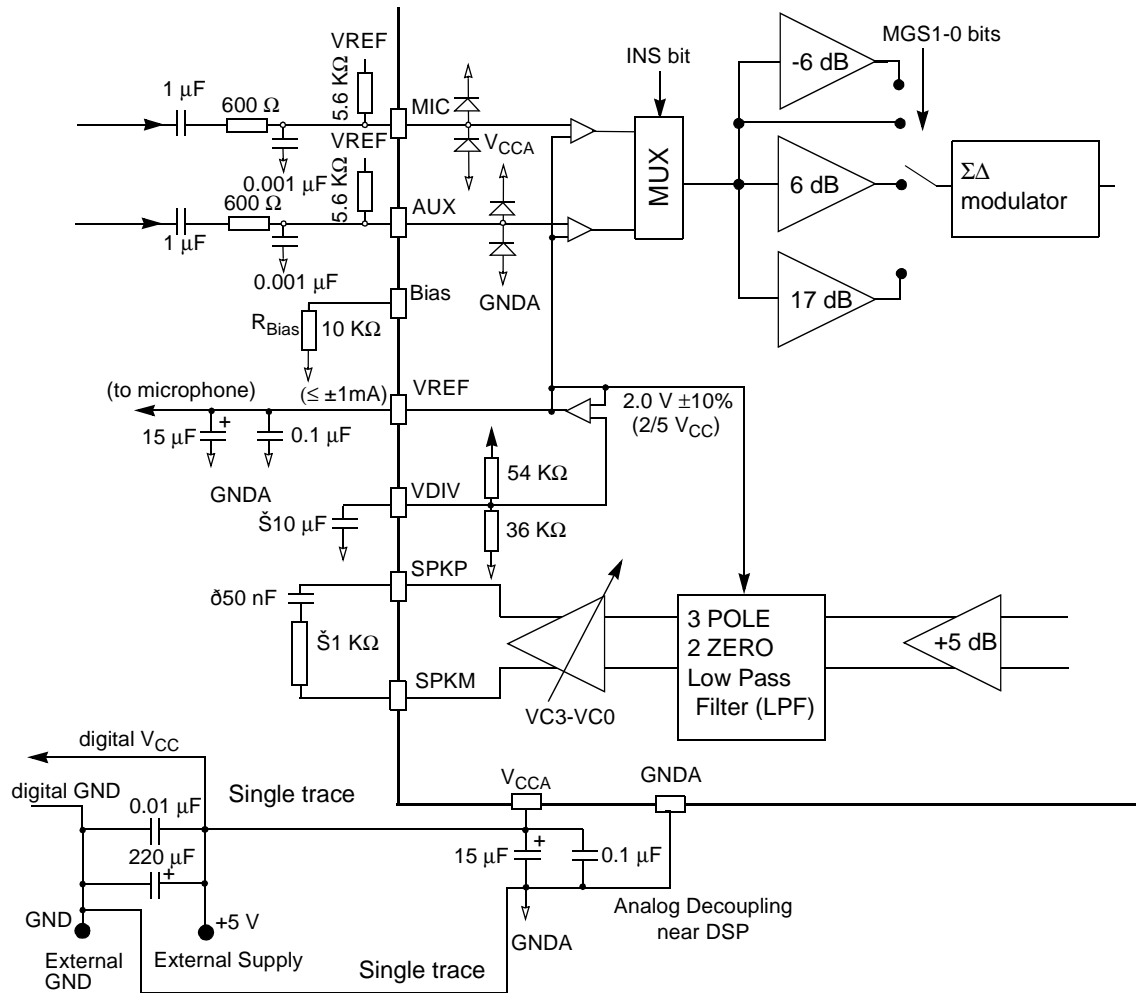 VREF
1 μF
600 Ω
5.6 KΩ
MIC
0.001 μF
VREF
5.6 KΩ
600 Ω
1 μF
AUX
0.001 μF
VCCA
GNDA
INS bit
MUX
MGS1-0 bits
-6 dB
6 dB
17 dB
ΣΔ
modulator
Bias
RBias
10 KΩ
(to microphone)
(≤ ±1mA)
VREF
15 μF
+
0.1 μF
GNDA
2.0 V ±10%
(2/5 VCC)
54 KΩ
VDIV
Š10 μF
36 KΩ
SPKP
ð50 nF
Š1 KΩ
SPKM
VC3-VC0
3 POLE
2 ZERO
Low Pass
Filter (LPF)
+5 dB
digital VCC
digital GND
0.01 μF
Single trace
220 μF
+
GND
+5 V
External
GND
External Supply
Single trace
VCCA
GNDA
15 μF
+
0.1 μF
GNDA
Analog Decoupling
near DSP